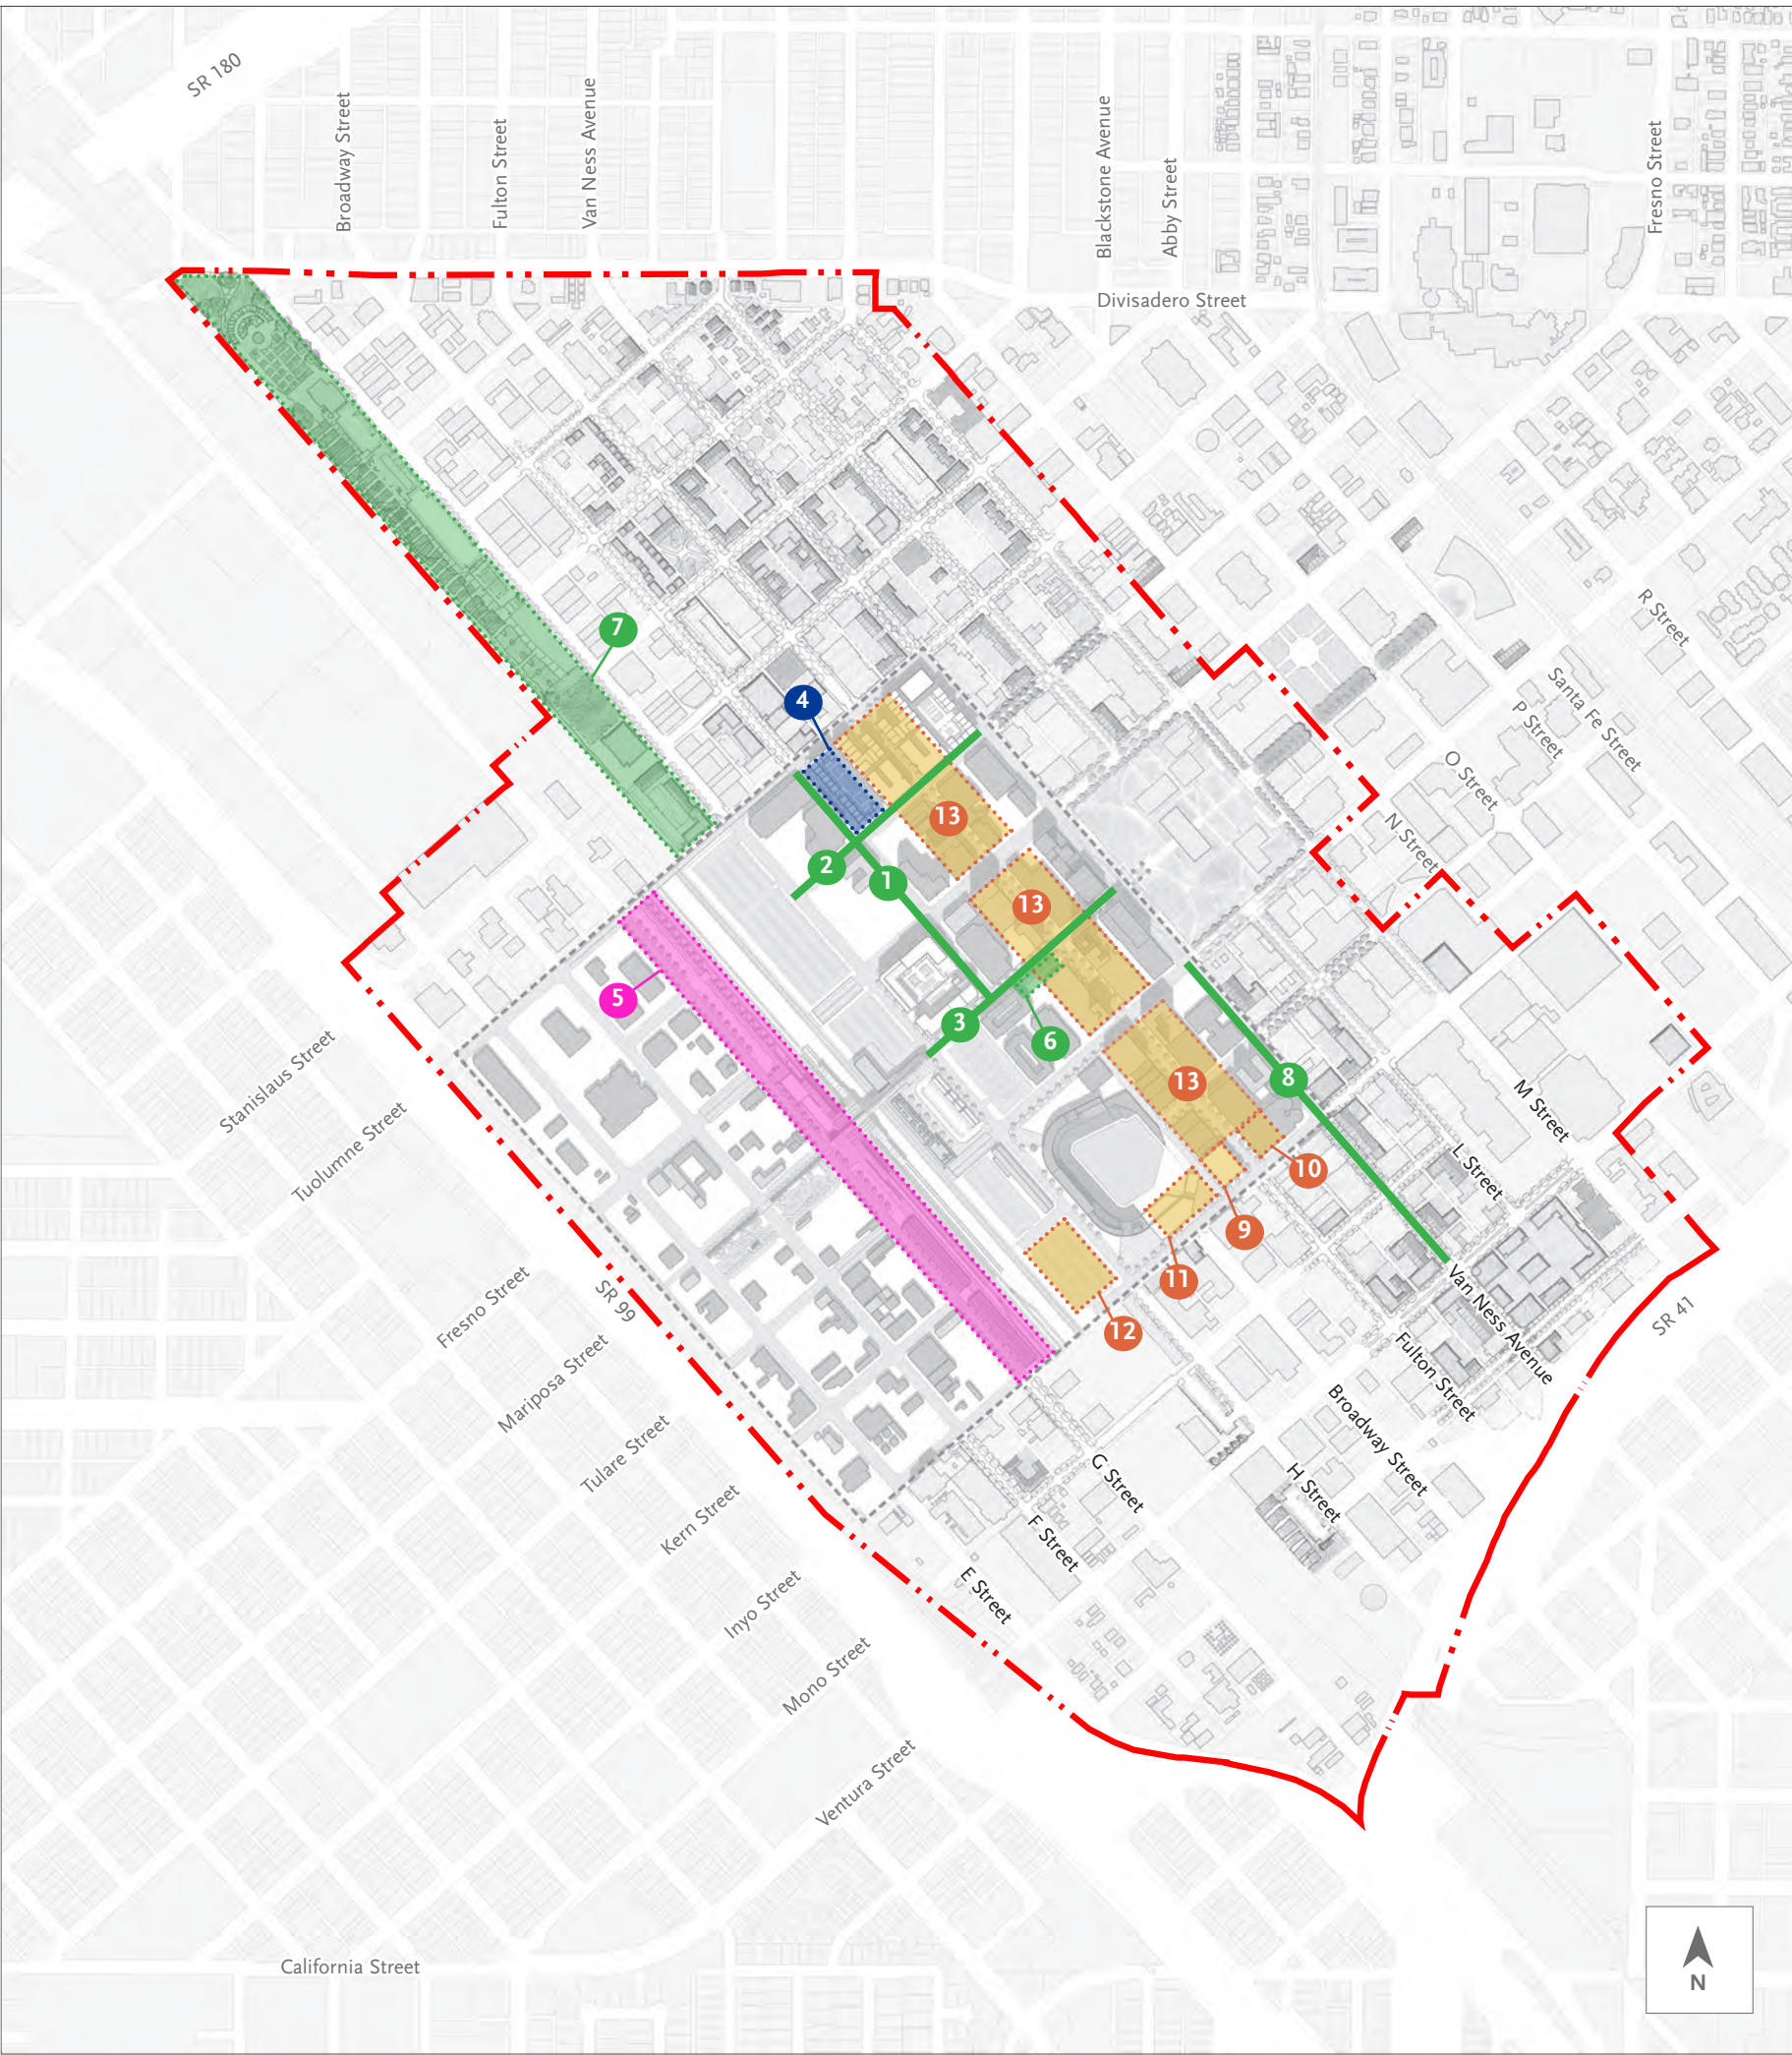 SR 180
Broadway Street
Fulton Street
Van Ness Avenue
Blackstone Avenue
Abby Street
Fresno Street
Divisadero Street
R Street
Santa Fe Street
P Street
O Street
N Street
7
4
13
2
1
13
5
3
6
8
13
10
9
11
12
M Street
L Street
Van Ness Avenue
SR 41
Fulton Street
Broadway Street
H Street
G Street
F Street
E Street
Stanislaus Street
Tuolumne Street
Fresno Street
SR 99
Mariposa Street
Tulare Street
Kern Street
Inyo Street
Mono Street
Ventura Street
California Street
N